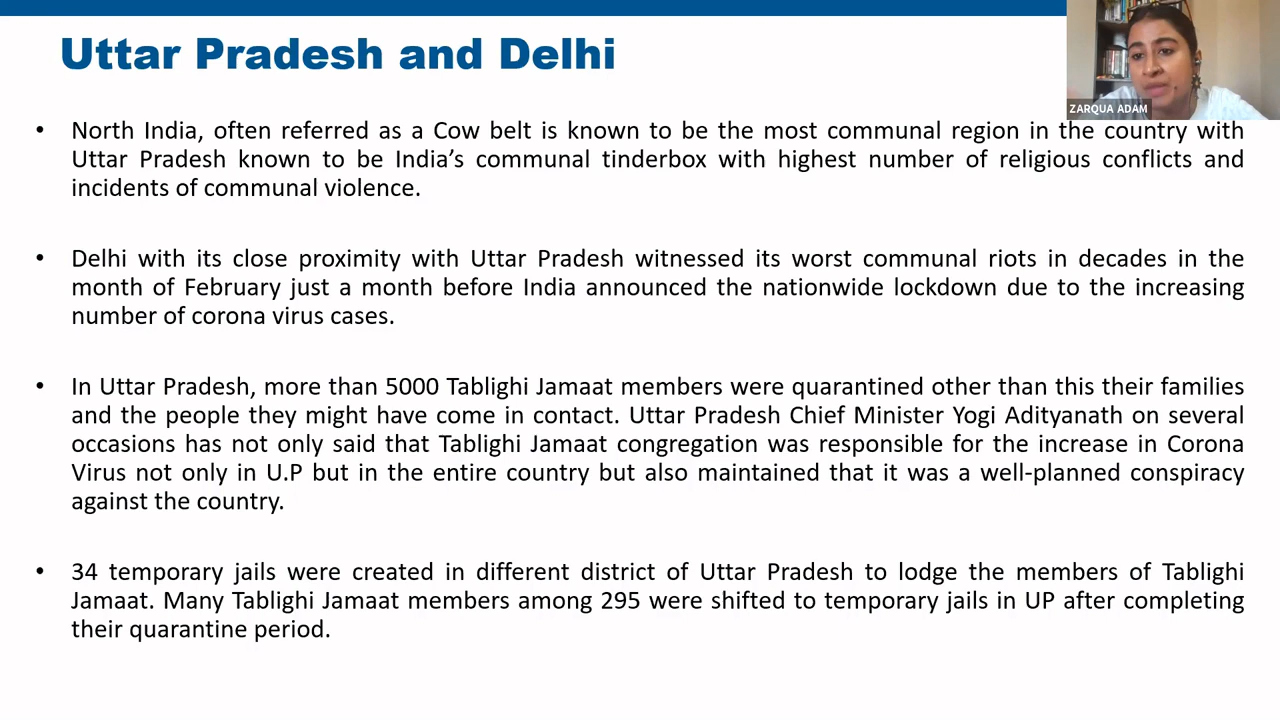 Uttar Pradesh and Delhi
ZARQUA ADAM
• North India, often referred as a Cow belt is known to be the most communal region in the country with
Uttar Pradesh known to be India’s communal tinderbox with highest number of religious conflicts and
incidents of communal violence.
• Delhi with its close proximity with Uttar Pradesh witnessed its worst communal riots in decades in the
month of February just a month before India announced the nationwide lockdown due to the increasing
number of corona virus cases.
• In Uttar Pradesh, more than 5000 Tablighi Jamaat members were quarantined other than this their families
and the people they might have come in contact. Uttar Pradesh Chief Minister Yogi Adityanath on several
occasions has not only said that Tablighi Jamaat congregation was responsible for the increase in Corona
Virus not only in U.P but in the entire country but also maintained that it was a well-planned conspiracy
against the country.
• 34 temporary jails were created in different district of Uttar Pradesh to lodge the members of Tablighi
Jamaat. Many Tablighi Jamaat members among 295 were shifted to temporary jails in UP after completing
their quarantine period.